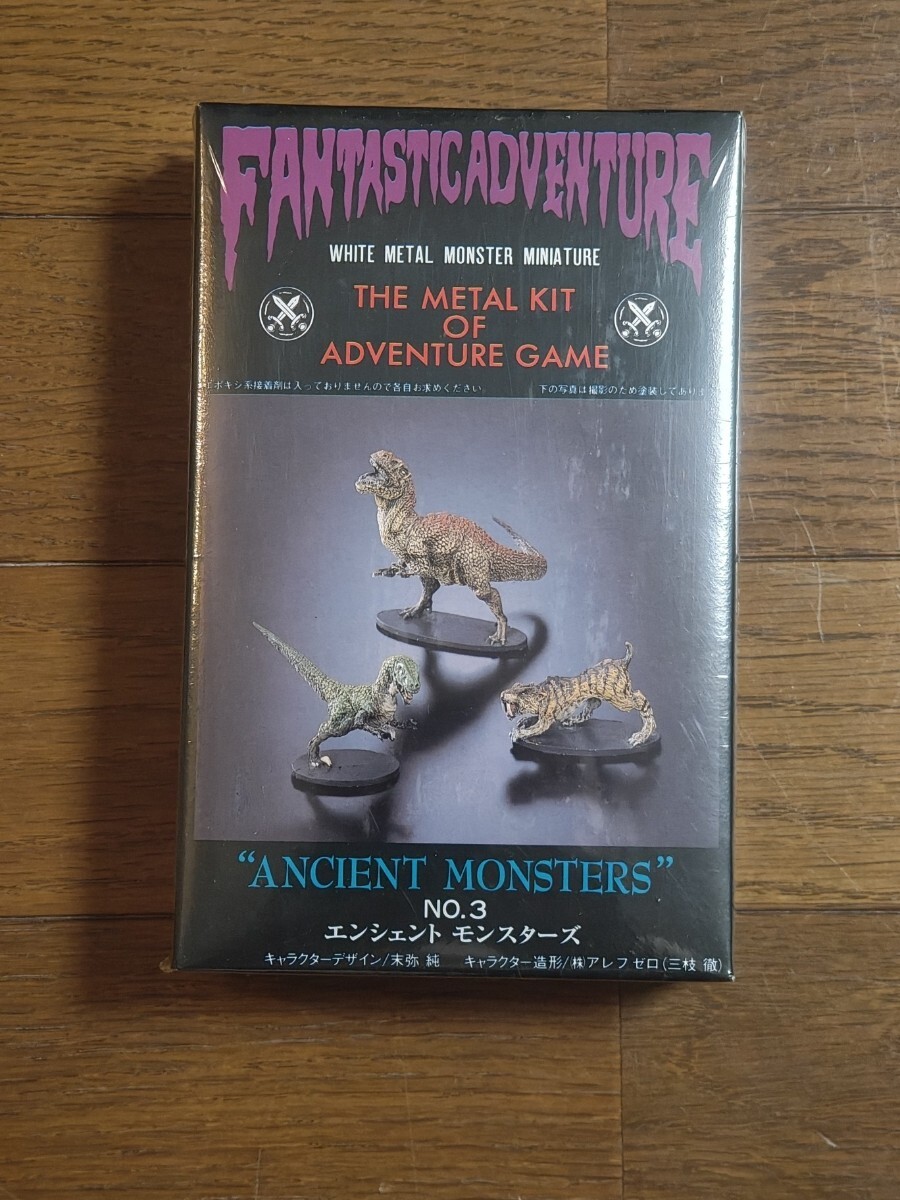 FANTASTIC ADVENTURE
WHITE METAL MONSTER MINIATURE
THE METAL KIT
OF
ADVENTURE GAME
エポキシ系接着剤は入っておりませんので各自お求めください。 下の写真は撮影のため塗装してあります
"ANCIENT MONSTERS"
NO.3
エンシェント モンスターズ
キャラクターデザイン/末弥 純 キャラクター造形/㈱アレフ ゼロ(三枝 徹)